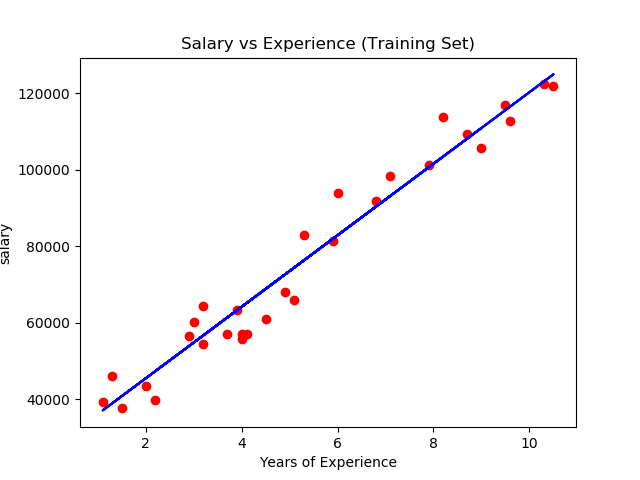 Salary vs Experience (Training Set)
120000
100000
80000
60000
40000
salary
2 4 6 8 10
Years of Experience